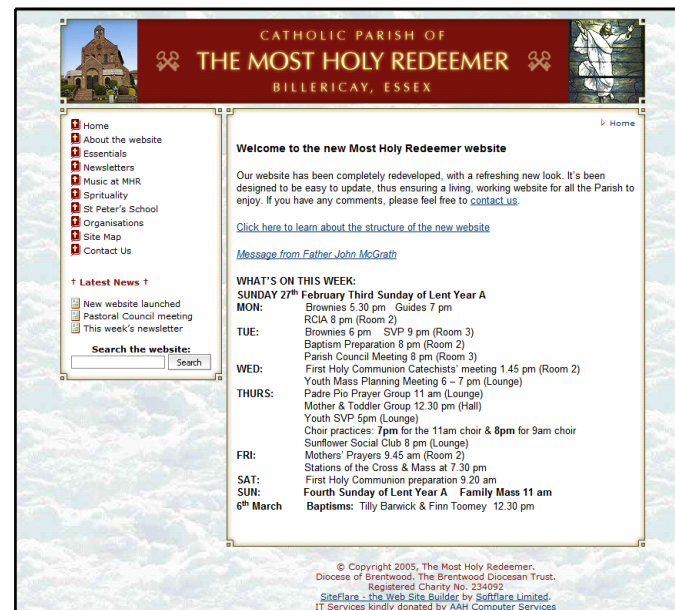 CATHOLIC PARISH OF
THE MOST HOLY REDEEMER
BILLERICAY, ESSEX
Home
About the website
Essentials
Newsletters
Music at MHR
Sprituality
St Peter's School
Organisations
Site Map
Contact Us
† Latest News †
New website launched
Pastoral Council meeting
This week's newsletter
Search the website:
Search
Home
Welcome to the new Most Holy Redeemer website
Our website has been completely redeveloped, with a refreshing new look. It's been
designed to be easy to update, thus ensuring a living, working website for all the Parish to
enjoy. If you have any comments, please feel free to contact us.
Click here to learn about the structure of the new website
Message from Father John McGrath
WHAT'S ON THIS WEEK:
SUNDAY 27th February Third Sunday of Lent Year A
MON: Brownies 5.30 pm Guides 7 pm
RCIA 8 pm (Room 2)
TUE: Brownies 6 pm SVP 9 pm (Room 3)
Baptism Preparation 8 pm (Room 2)
Parish Council Meeting 8 pm (Room 3)
WED: First Holy Communion Catechists' meeting 1.45 pm (Room 2)
Youth Mass Planning Meeting 6 – 7 pm (Lounge)
THURS: Padre Pio Prayer Group 11 am (Lounge)
Mother & Toddler Group 12.30 pm (Hall)
Youth SVP 5pm (Lounge)
Choir practices: 7pm for the 11am choir & 8pm for 9am choir
Sunflower Social Club 8 pm (Lounge)
FRI: Mothers' Prayers 9.45 am (Room 2)
Stations of the Cross & Mass at 7.30 pm
SAT: First Holy Communion preparation 9.20 am
SUN: Fourth Sunday of Lent Year A Family Mass 11 am
6th March Baptisms: Tilly Barwick & Finn Toomey 12.30 pm
© Copyright 2005, The Most Holy Redeemer.
Diocese of Brentwood. The Brentwood Diocesan Trust.
Registered Charity No. 234092
SiteFlare - the Web Site Builder by Softflare Limited.
IT Services kindly donated by AAH Computer Services